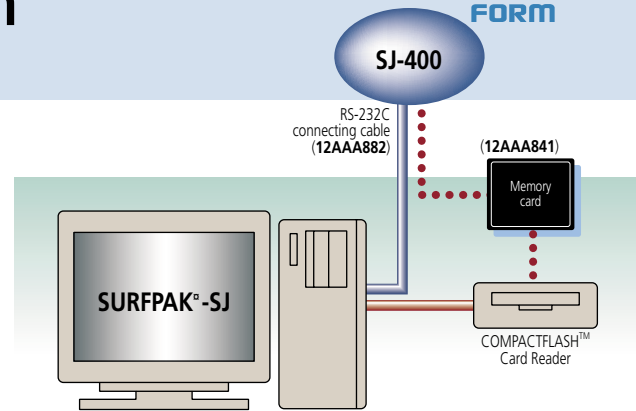 FORM
SJ-400
RS-232C
connecting cable
(12AAA882)
(12AAA841)
Memory
card
SURFPAK¤-SJ
COMPACTFLASH™
Card Reader